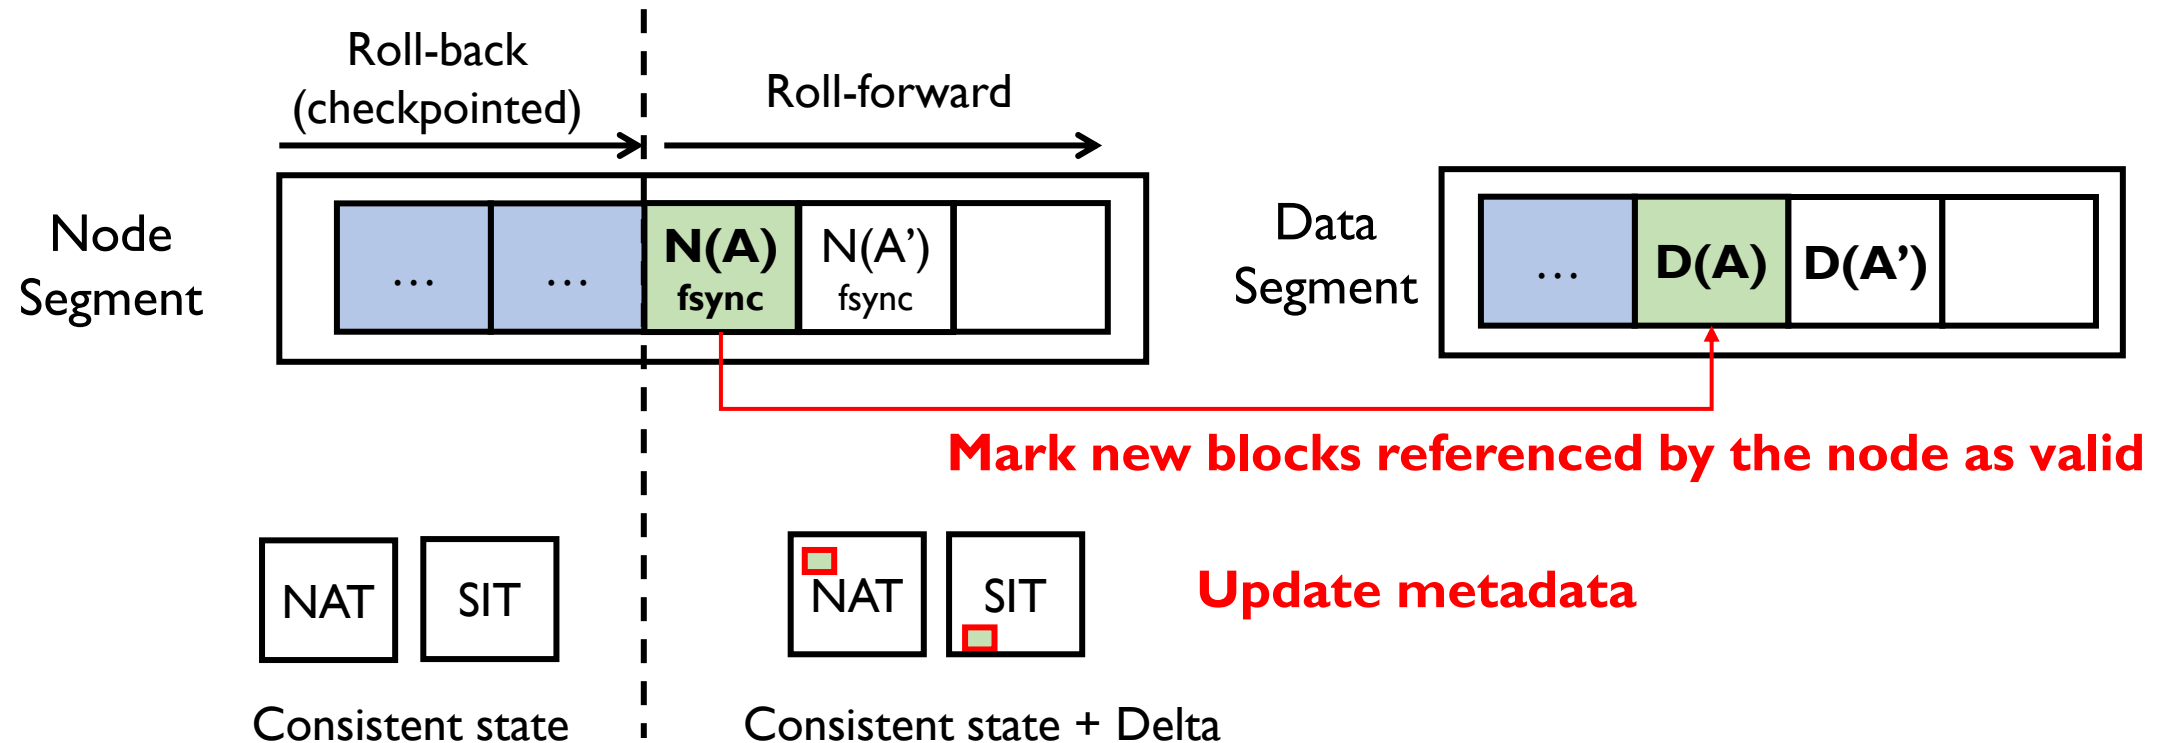 Roll-back
(checkpointed)
Roll-forward
Node
Segment
…
…
N(A)
fsync
N(A’)
fsync
Data
Segment
…
D(A)
D(A’)
Mark new blocks referenced by the node as valid
NAT
SIT
NAT
SIT
Update metadata
Consistent state
Consistent state + Delta